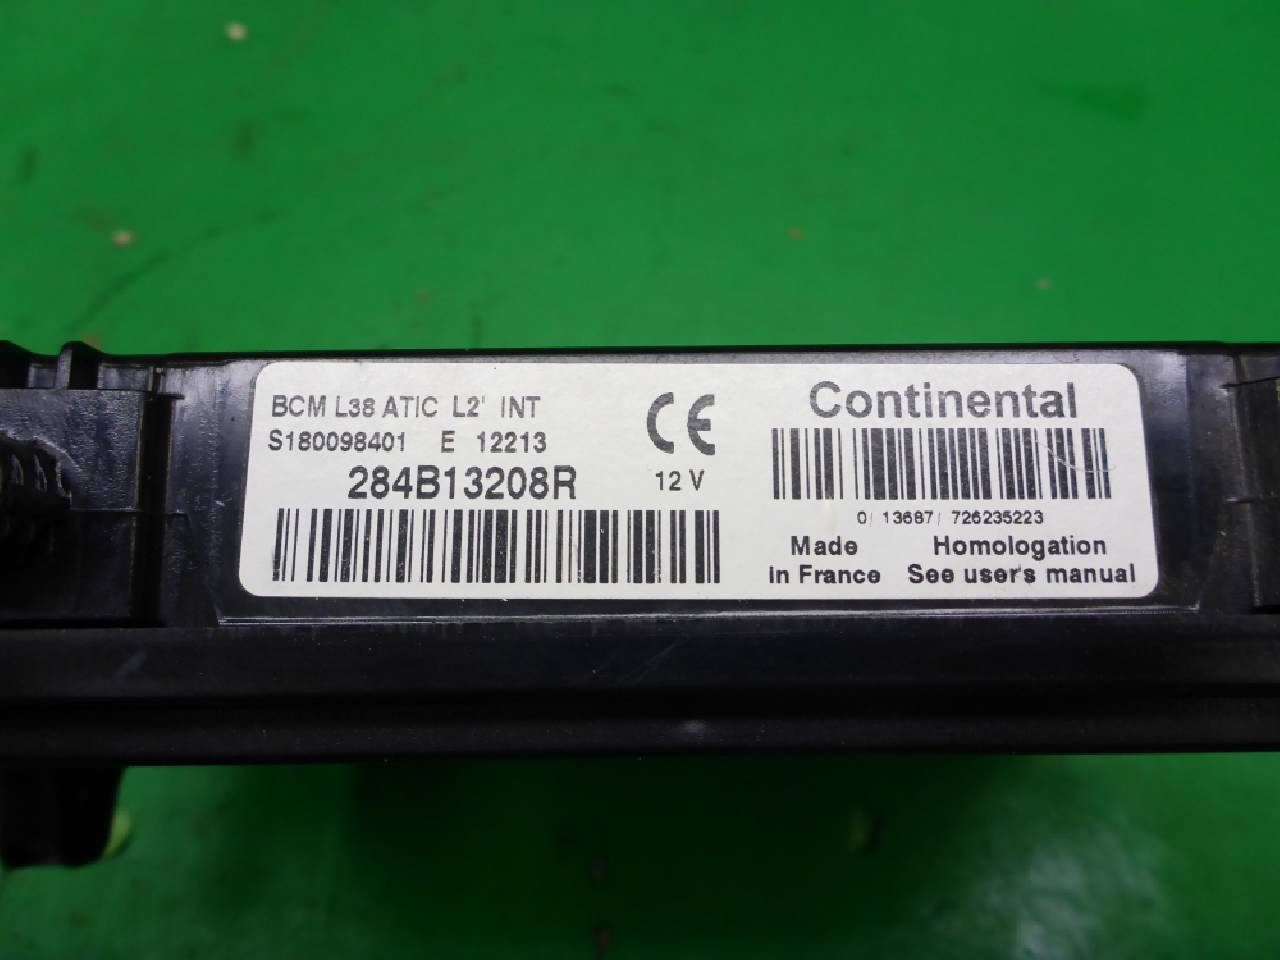 BCM L38 ATIC L2' INT
S180098401 E 12213
284B13208R
CE
12 V
Continental
0/ 13687/ 726235223
Made in France
Homologation See user's manual